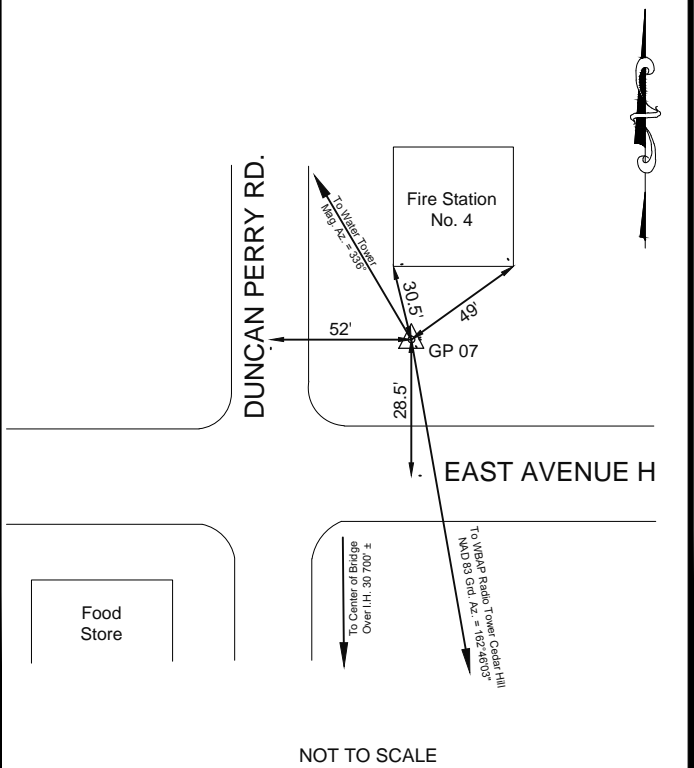 Fire Station
No. 4
DUNCAN PERRY RD.
To Water Tower
Mag. Az. = 336°
30.5'
49'
52'
GP 07
28.5'
EAST AVENUE H
To Center of Bridge
Over I.H. 30 700' ±
To WBAP Radio Tower Cedar Hill
NAD 83 Grd. Az. = 162°46'03"
Food
Store
NOT TO SCALE